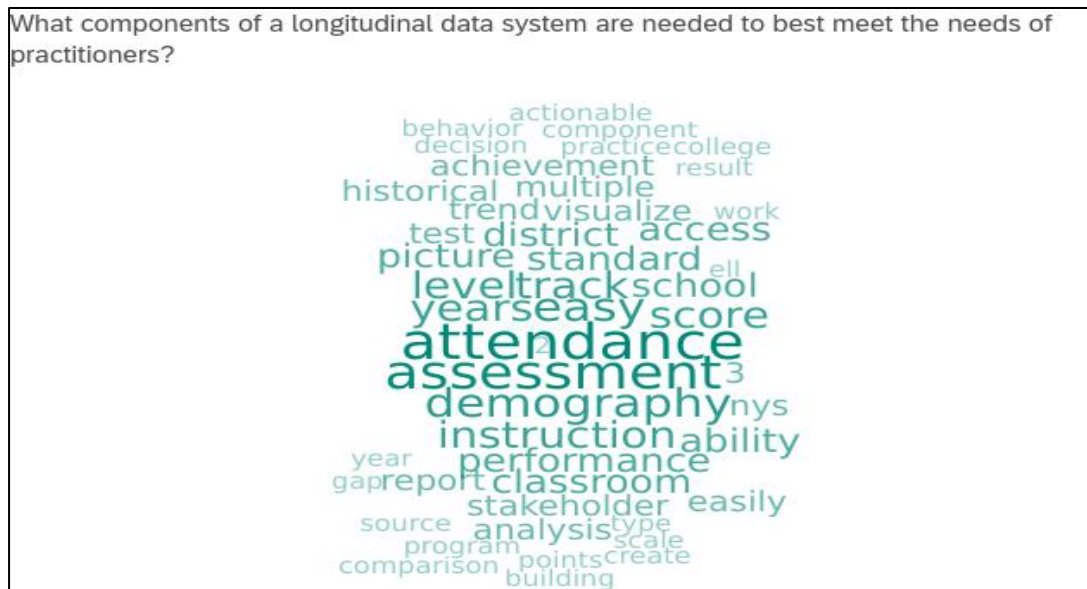 What components of a longitudinal data system are needed to best meet the needs of
practitioners?
actionable
behavior component
decision practice college
achievement result
historical multiple
trend visualize work
test district access
picture standard ell
level track school
years easy score
attendance 2
assessment 3
demography nys
instruction ability
year performance
gap report classroom
stakeholder easily
source analysis type
program scale
comparison points create
building